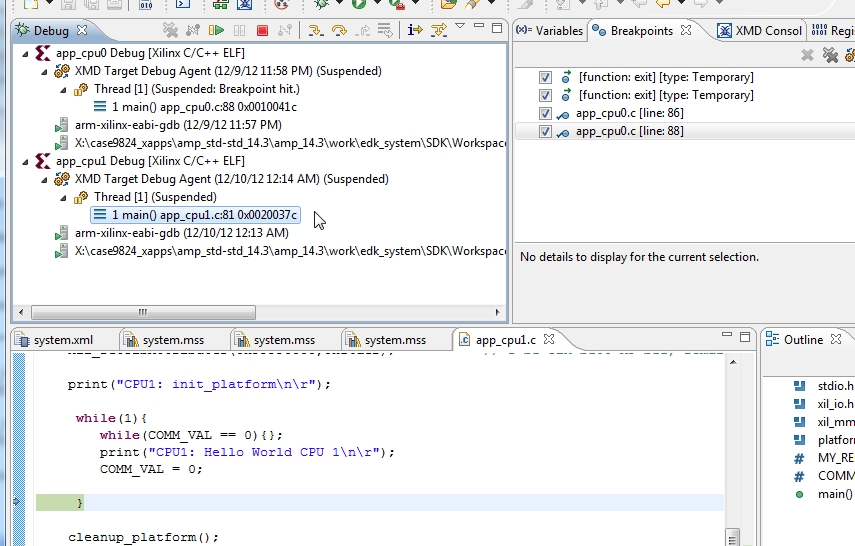 Debug
app_cpu0 Debug [Xilinx C/C++ ELF]
XMD Target Debug Agent (12/9/12 11:58 PM) (Suspended)
Thread [1] (Suspended: Breakpoint hit.)
1 main() app_cpu0.c:88 0x0010041c
arm-xilinx-eabi-gdb (12/9/12 11:57 PM)
X:\case9824_xapps\amp_std-std_14.3\amp_14.3\work\edk_system\SDK\Workspace
app_cpu1 Debug [Xilinx C/C++ ELF]
XMD Target Debug Agent (12/10/12 12:14 AM) (Suspended)
Thread [1] (Suspended)
1 main() app_cpu1.c:81 0x0020037c
arm-xilinx-eabi-gdb (12/10/12 12:13 AM)
X:\case9824_xapps\amp_std-std_14.3\amp_14.3\work\edk_system\SDK\Workspace
(x)= Variables Breakpoints XMD Consol Regi
[function: exit] [type: Temporary]
[function: exit] [type: Temporary]
app_cpu0.c [line: 86]
app_cpu0.c [line: 88]
No details to display for the current selection.
system.xml system.mss system.mss system.mss app_cpu1.c
print("CPU1: init_platform\n\r");
while(1){
while(COMM_VAL == 0){};
print("CPU1: Hello World CPU 1\n\r");
COMM_VAL = 0;
}
cleanup_platform();
Outline
stdio.h
xil_io.h
xil_mm
platfor
MY_RE
COMM
main()